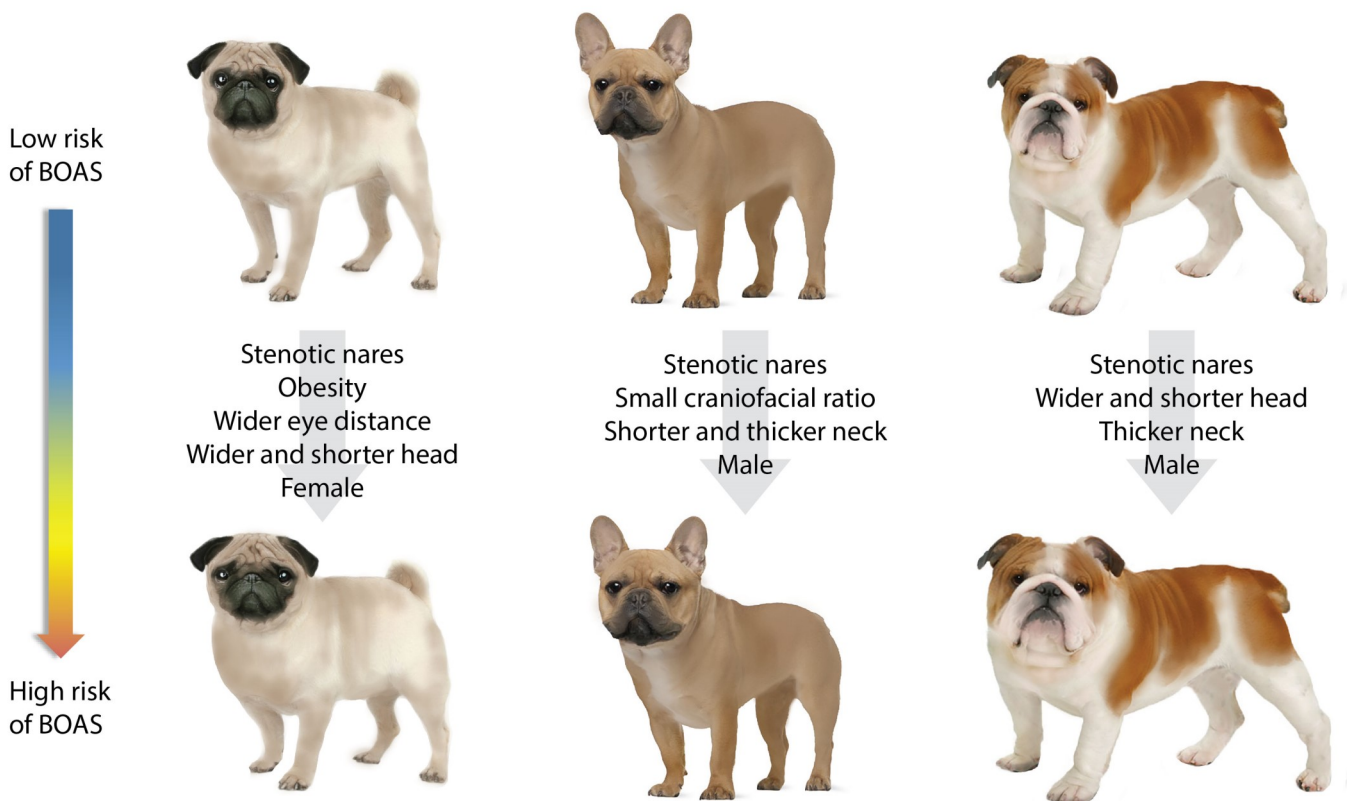 Low risk
of BOAS
Stenotic nares
Obesity
Wider eye distance
Wider and shorter head
Female
Stenotic nares
Small craniofacial ratio
Shorter and thicker neck
Male
Stenotic nares
Wider and shorter head
Thicker neck
Male
High risk
of BOAS